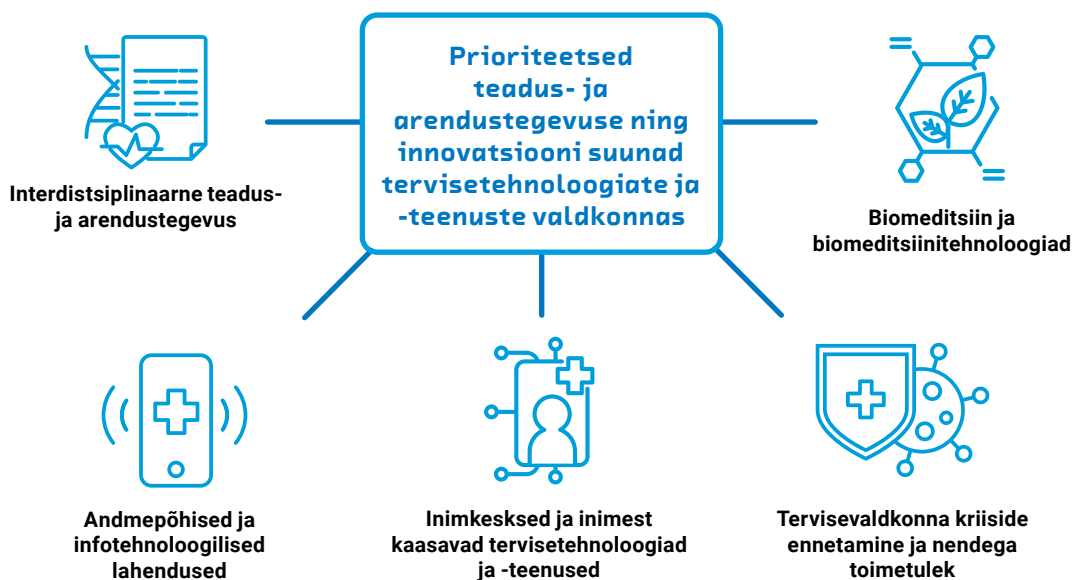 Prioriteetsed
teadus- ja
arendustegevuse ning
innovatsiooni suunad
tervisetehnoloogiate ja
-teenuste valdkonnas
Interdistsiplinaarne teadus-
ja arendustegevus
Biomeditsiin ja
biomeditsiinitehnoloogiad
Andmepõhised ja
infotehnoloogilised
lahendused
Inimkesksed ja inimest
kaasavad tervisetehnoloogiad
ja -teenused
Tervisevaldkonna kriiside
ennetamine ja nendega
toimetulek